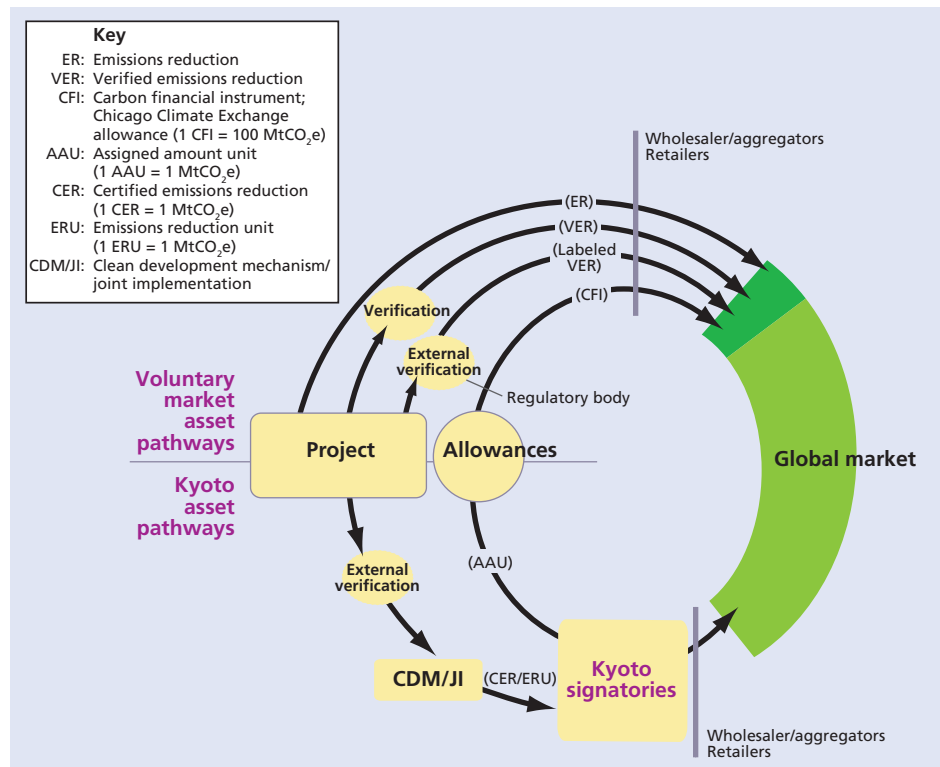 Key
ER: Emissions reduction
VER: Verified emissions reduction
CFI: Carbon financial instrument;
Chicago Climate Exchange
allowance (1 CFI = 100 MtCO₂e)
AAU: Assigned amount unit
(1 AAU = 1 MtCO₂e)
CER: Certified emissions reduction
(1 CER = 1 MtCO₂e)
ERU: Emissions reduction unit
(1 ERU = 1 MtCO₂e)
CDM/JI: Clean development mechanism/
joint implementation
Wholesaler/aggregators
Retailers
(ER)
(VER)
(Labeled
VER)
(CFI)
Verification
External
verification
Regulatory body
Voluntary
market
asset
pathways
Project
Allowances
Global market
Kyoto
asset
pathways
External
verification
(AAU)
CDM/JI
(CER/ERU)
Kyoto
signatories
Wholesaler/aggregators
Retailers